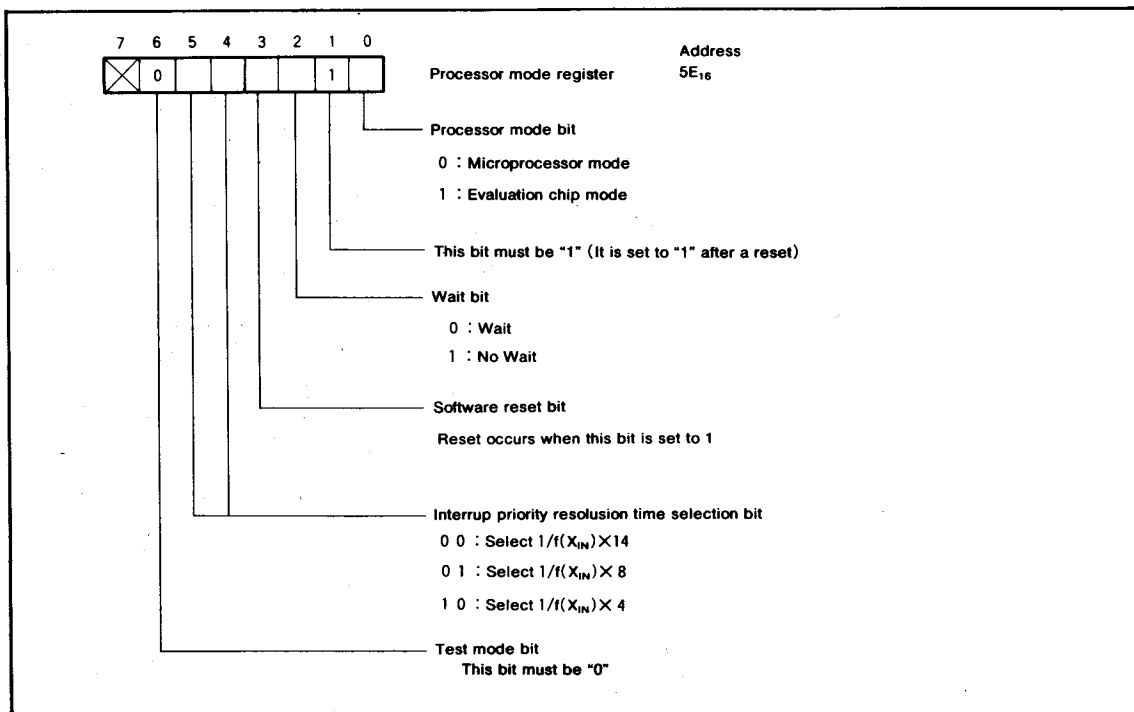 7 6 5 4 3 2 1 0
Address
0 1 Processor mode register 5E₁₆
Processor mode bit
0 : Microprocessor mode
1 : Evaluation chip mode
This bit must be “1” (It is set to “1” after a reset)
Wait bit
0 : Wait
1 : No Wait
Software reset bit
Reset occurs when this bit is set to 1
Interrup priority resolusion time selection bit
0 0 : Select 1/f(X_IN)×14
0 1 : Select 1/f(X_IN)× 8
1 0 : Select 1/f(X_IN)× 4
Test mode bit
This bit must be “0”